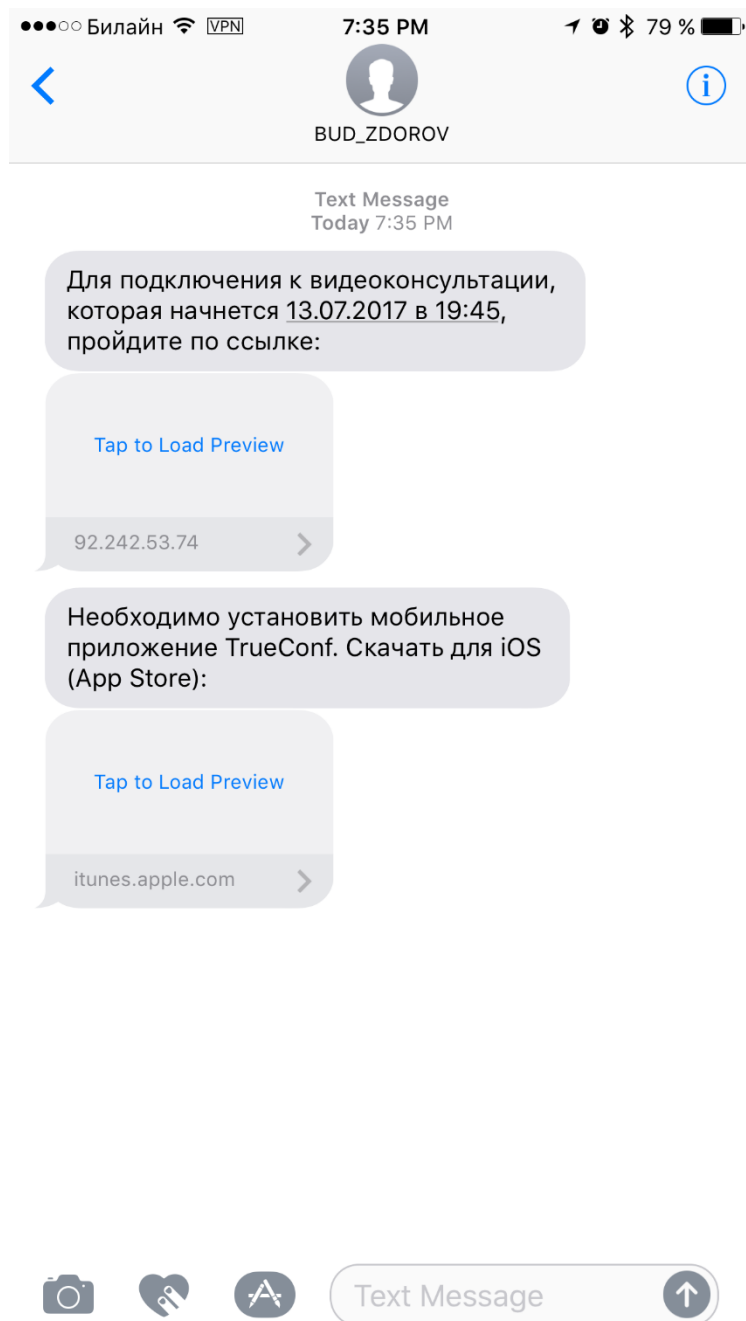 Билайн VPN 7:35 PM 79 %
BUD_ZDOROV
Text Message
Today 7:35 PM
Для подключения к видеоконсультации,
которая начнется 13.07.2017 в 19:45,
пройдите по ссылке:
Tap to Load Preview
92.242.53.74
Необходимо установить мобильное
приложение TrueConf. Скачать для iOS
(App Store):
Tap to Load Preview
itunes.apple.com
Text Message